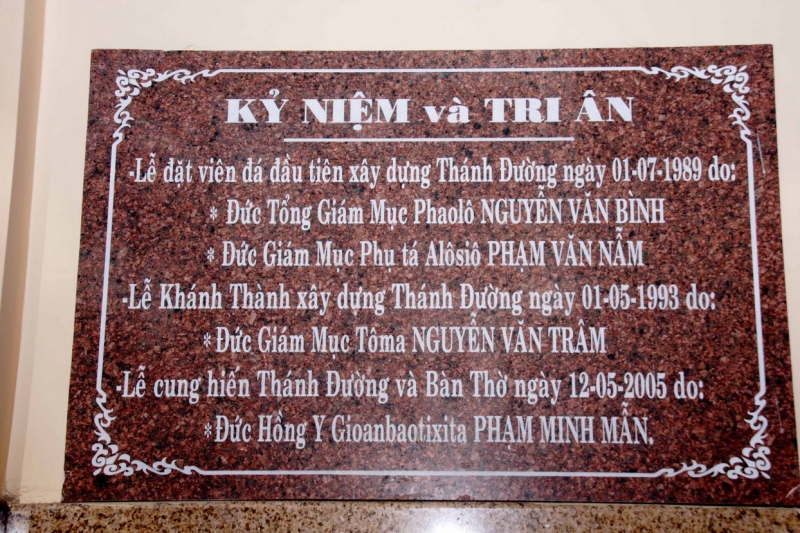 KỶ NIỆM và TRI ÂN
-Lễ đặt viên đá đầu tiên xây dựng Thánh Đường ngày 01-07-1989 do:
* Đức Tổng Giám Mục Phaolô NGUYỄN VĂN BÌNH
* Đức Giám Mục Phụ tá Alôsiô PHẠM VĂN NẪM
-Lễ Khánh Thành xây dựng Thánh Đường ngày 01-05-1993 do:
* Đức Giám Mục Tôma NGUYỄN VĂN TRÂM
-Lễ cung hiến Thánh Đường và Bàn Thờ ngày 12-05-2005 do:
*Đức Hồng Y Gioanbaotixita PHẠM MINH MẪN.